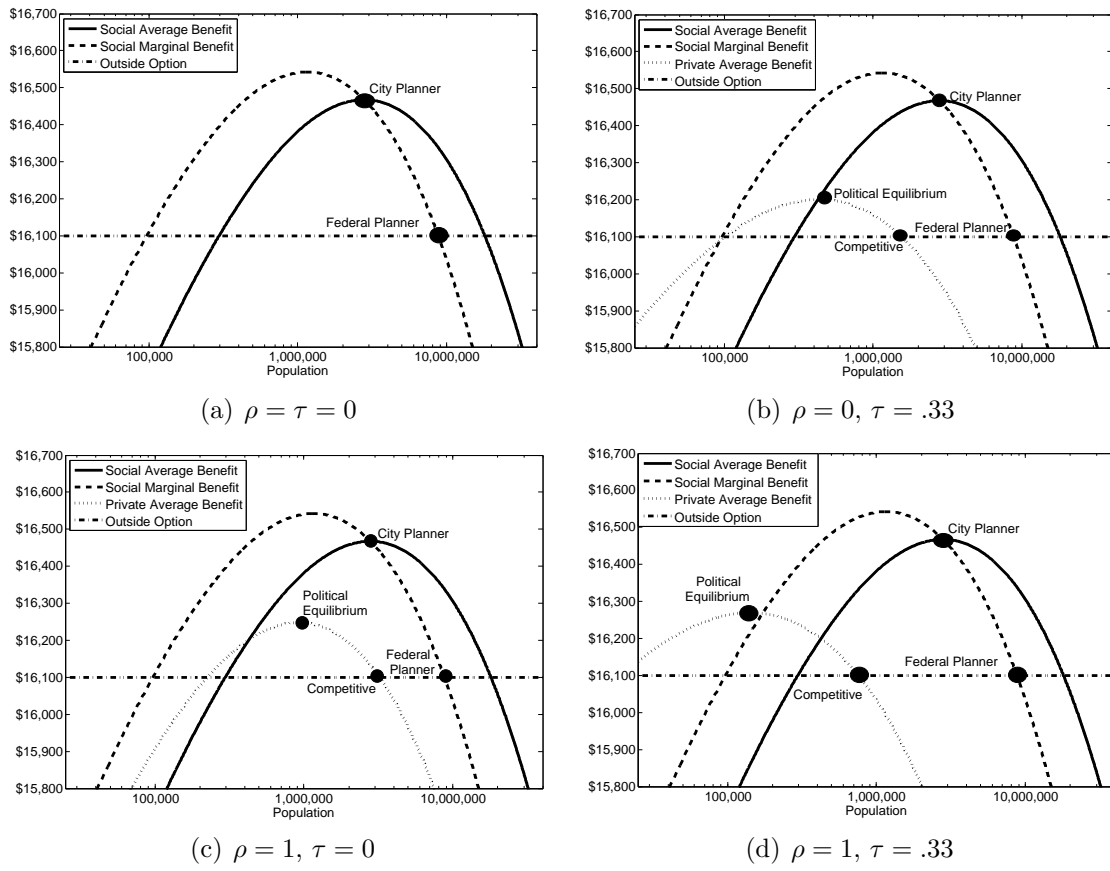 $16,700
$16,600
$16,500
$16,400
$16,300
$16,200
$16,100
$16,000
$15,900
$15,800
Social Average Benefit
Social Marginal Benefit
Outside Option
City Planner
Federal Planner
100,000
1,000,000
10,000,000
Population
(a) ρ = τ = 0
$16,700
$16,600
$16,500
$16,400
$16,300
$16,200
$16,100
$16,000
$15,900
$15,800
Social Average Benefit
Social Marginal Benefit
Private Average Benefit
Outside Option
City Planner
Political Equilibrium
Federal Planner
Competitive
100,000
1,000,000
10,000,000
Population
(b) ρ = 0, τ = .33
$16,700
$16,600
$16,500
$16,400
$16,300
$16,200
$16,100
$16,000
$15,900
$15,800
Social Average Benefit
Social Marginal Benefit
Private Average Benefit
Outside Option
City Planner
Political
Equilibrium
Federal
Planner
Competitive
100,000
1,000,000
10,000,000
Population
(c) ρ = 1, τ = 0
$16,700
$16,600
$16,500
$16,400
$16,300
$16,200
$16,100
$16,000
$15,900
$15,800
Social Average Benefit
Social Marginal Benefit
Private Average Benefit
Outside Option
City Planner
Political
Equilibrium
Federal Planner
Competitive
100,000
1,000,000
10,000,000
Population
(d) ρ = 1, τ = .33